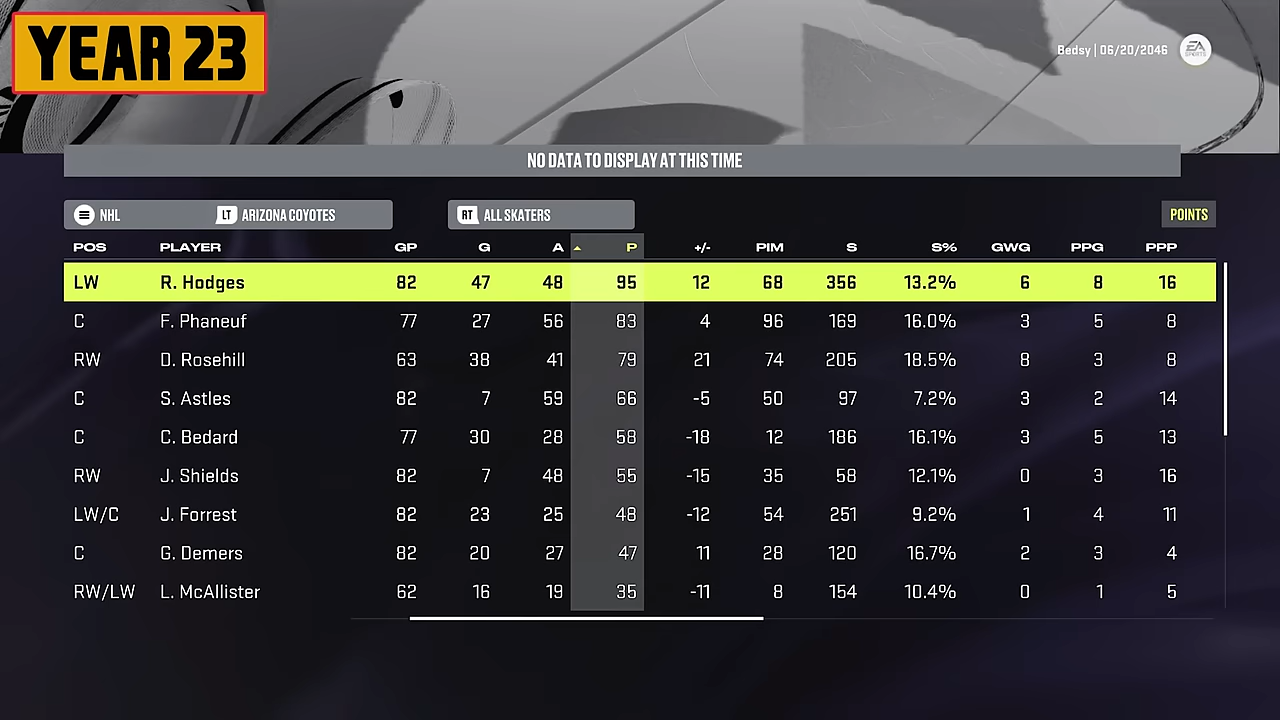 YEAR 23
Bedsy | 06/20/2046
EA SPORTS
NO DATA TO DISPLAY AT THIS TIME
NHL LT ARIZONA COYOTES RT ALL SKATERS POINTS
POS PLAYER GP G A P +/- PIM S S% GWG PPG PPP
LW R. Hodges 82 47 48 95 12 68 356 13.2% 6 8 16
C F. Phaneuf 77 27 56 83 4 96 169 16.0% 3 5 8
RW D. Rosehill 63 38 41 79 21 74 205 18.5% 8 3 8
C S. Astles 82 7 59 66 -5 50 97 7.2% 3 2 14
C C. Bedard 77 30 28 58 -18 12 186 16.1% 3 5 13
RW J. Shields 82 7 48 55 -15 35 58 12.1% 0 3 16
LW/C J. Forrest 82 23 25 48 -12 54 251 9.2% 1 4 11
C G. Demers 82 20 27 47 11 28 120 16.7% 2 3 4
RW/LW L. McAllister 62 16 19 35 -11 8 154 10.4% 0 1 5